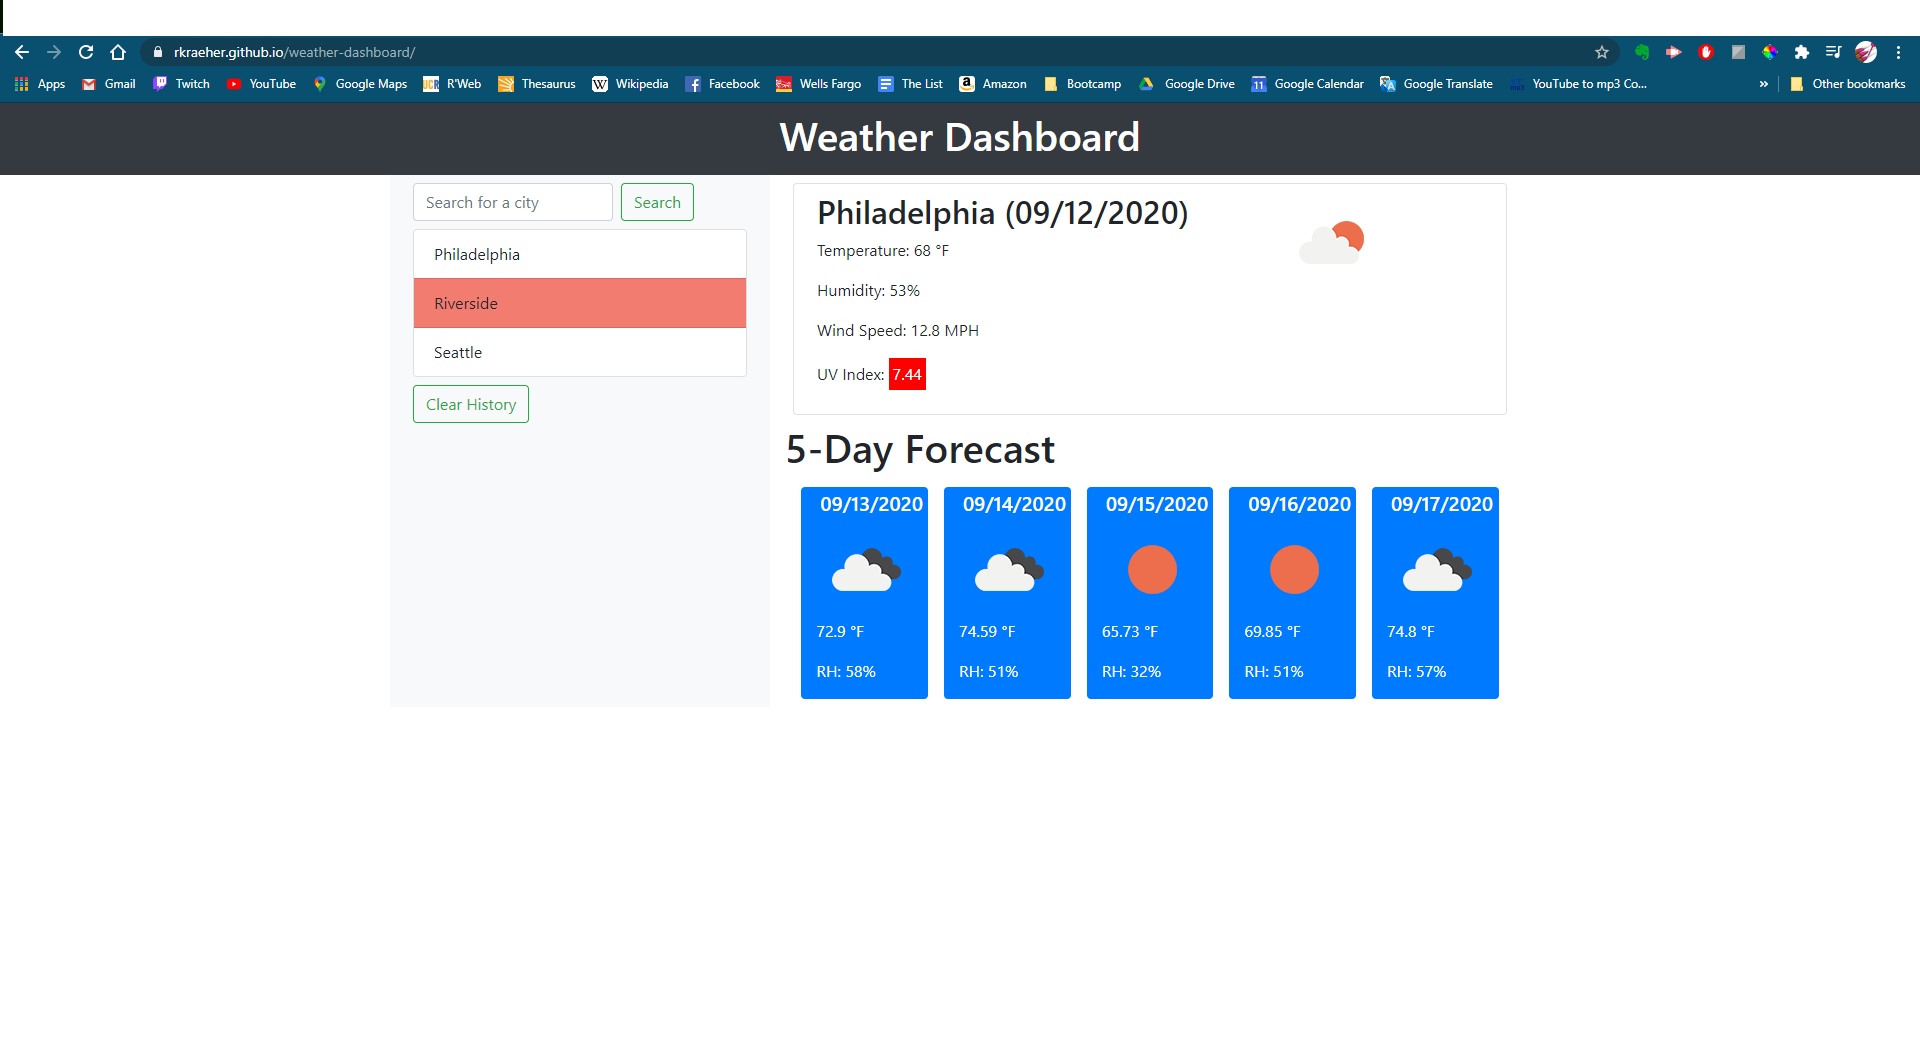 rkraeher.github.io/weather-dashboard/
Apps Gmail Twitch YouTube Google Maps R'Web Thesaurus Wikipedia Facebook Wells Fargo The List Amazon Bootcamp Google Drive Google Calendar Google Translate YouTube to mp3 Co... » Other bookmarks
Weather Dashboard
Search for a city Search
Philadelphia
Riverside
Seattle
Clear History
Philadelphia (09/12/2020)
Temperature: 68 °F
Humidity: 53%
Wind Speed: 12.8 MPH
UV Index: 7.44
5-Day Forecast
09/13/2020 09/14/2020 09/15/2020 09/16/2020 09/17/2020
72.9 °F 74.59 °F 65.73 °F 69.85 °F 74.8 °F
RH: 58% RH: 51% RH: 32% RH: 51% RH: 57%